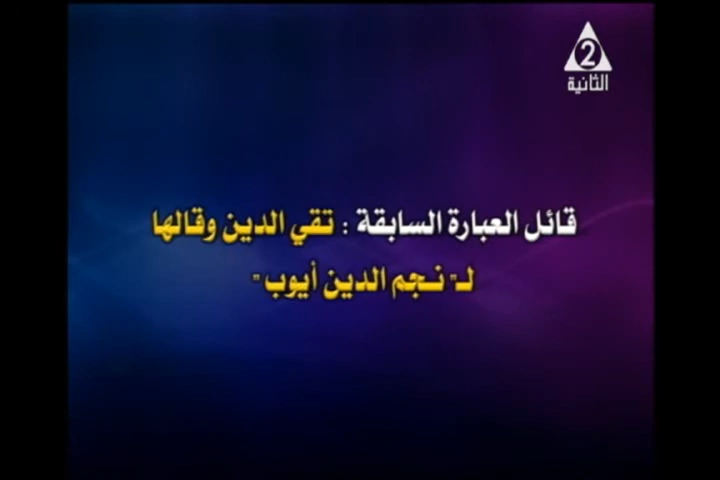 2
الثانية
قائل العبارة السابقة : تقي الدين وقالها
لـ" نـجم الدين أيوب "